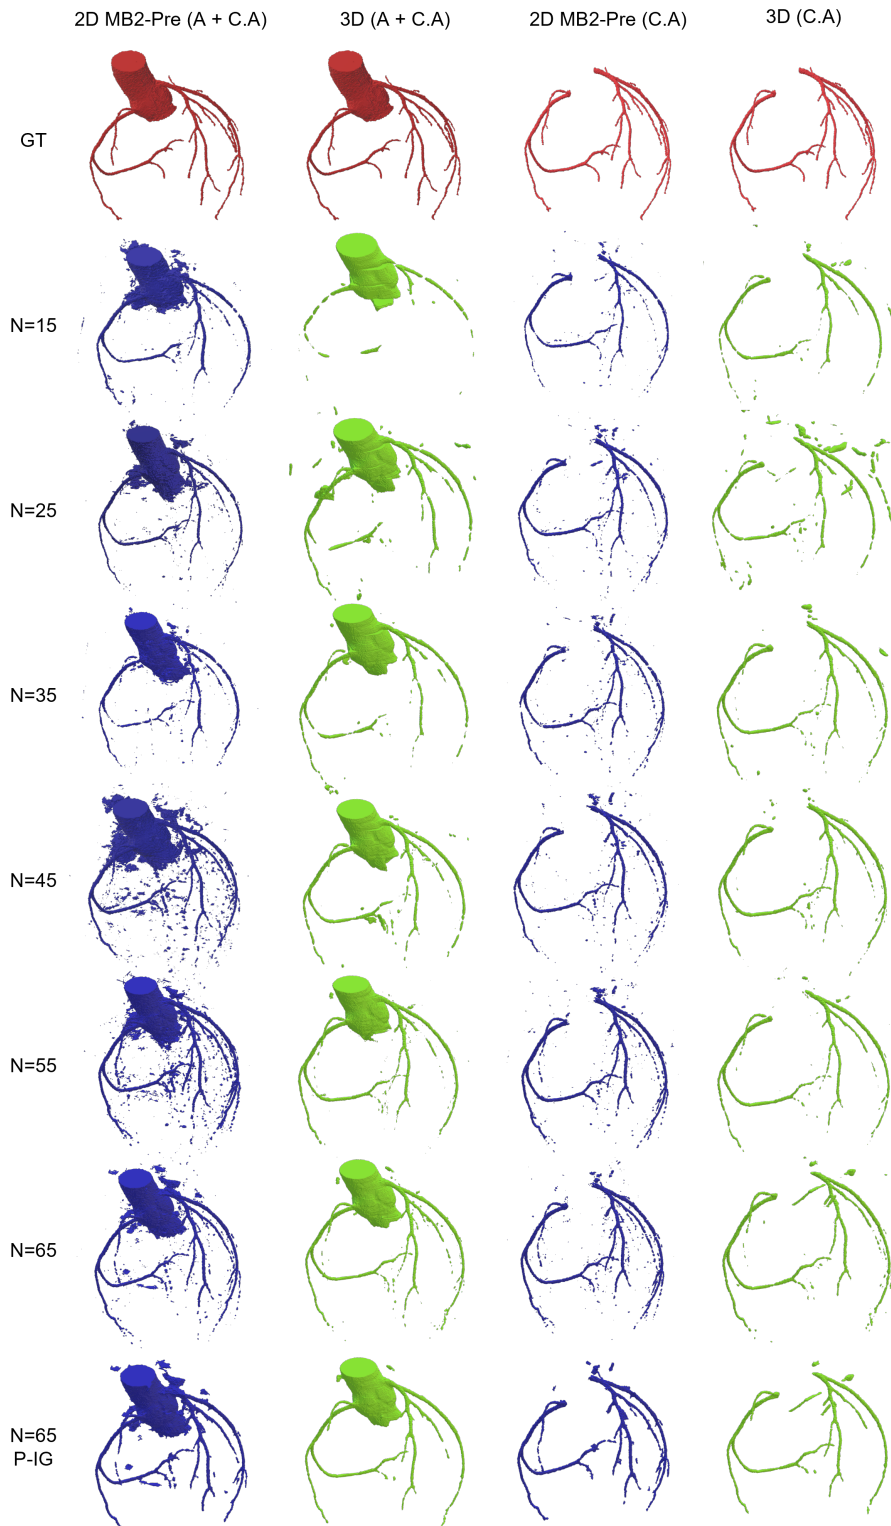 2D MB2-Pre (A + C.A) 3D (A + C.A) 2D MB2-Pre (C.A) 3D (C.A)
GT
N=15
N=25
N=35
N=45
N=55
N=65
N=65
P-IG